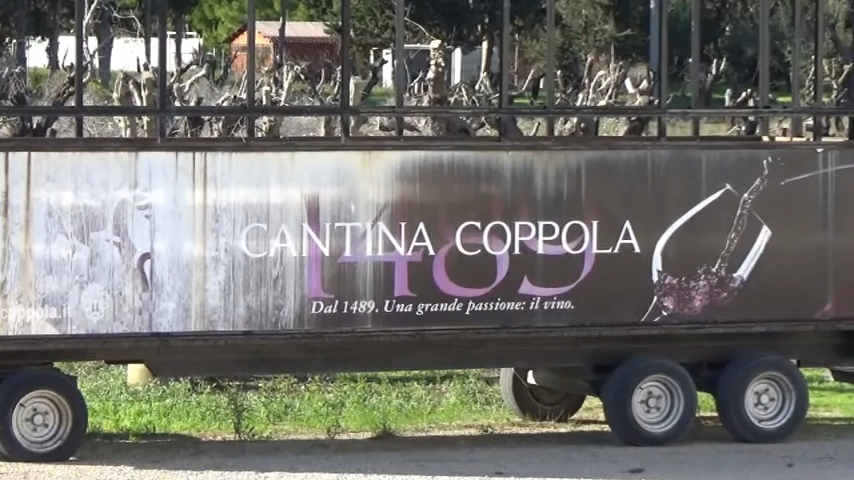 1489
CANTINA COPPOLA
Dal 1489. Una grande passione: il vino.
coppola.it